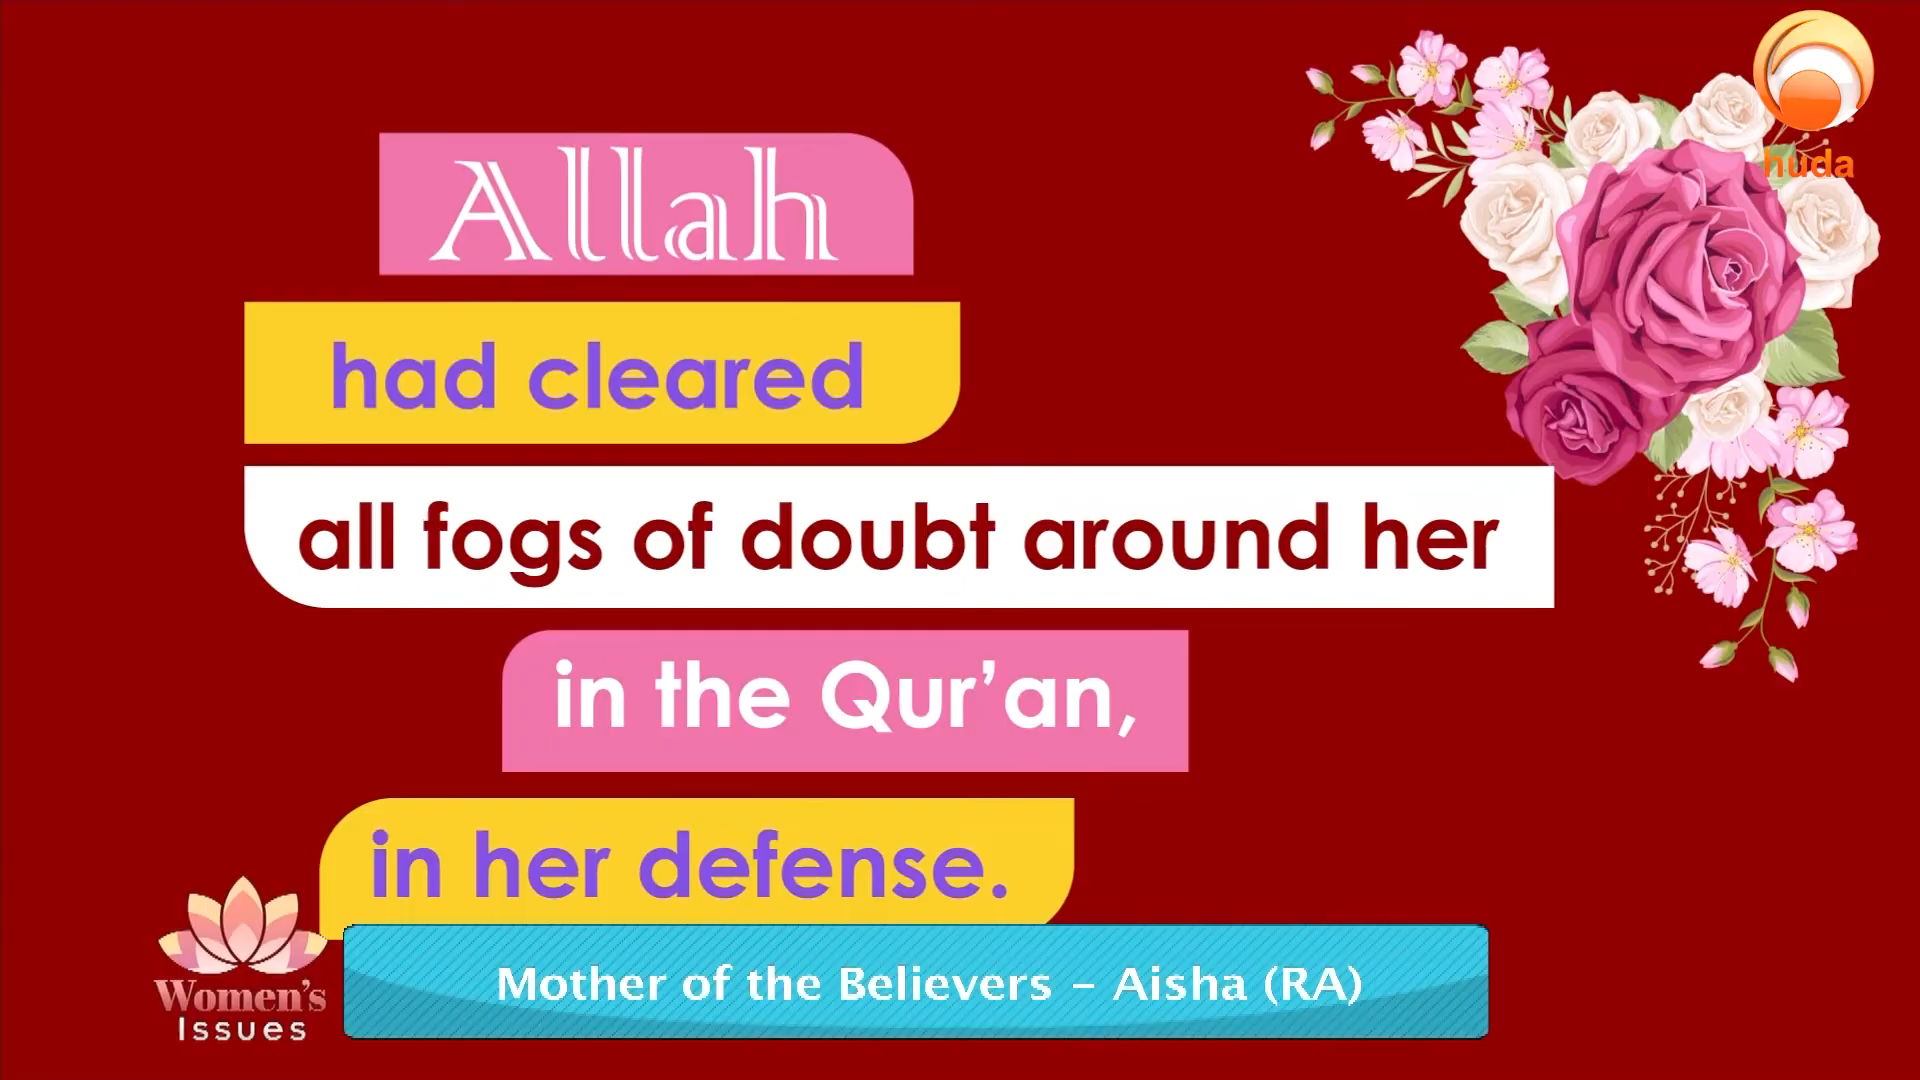 huda
Allah
had cleared
all fogs of doubt around her
in the Qur’an,
in her defense.
Women's
Issues
Mother of the Believers – Aisha (RA)